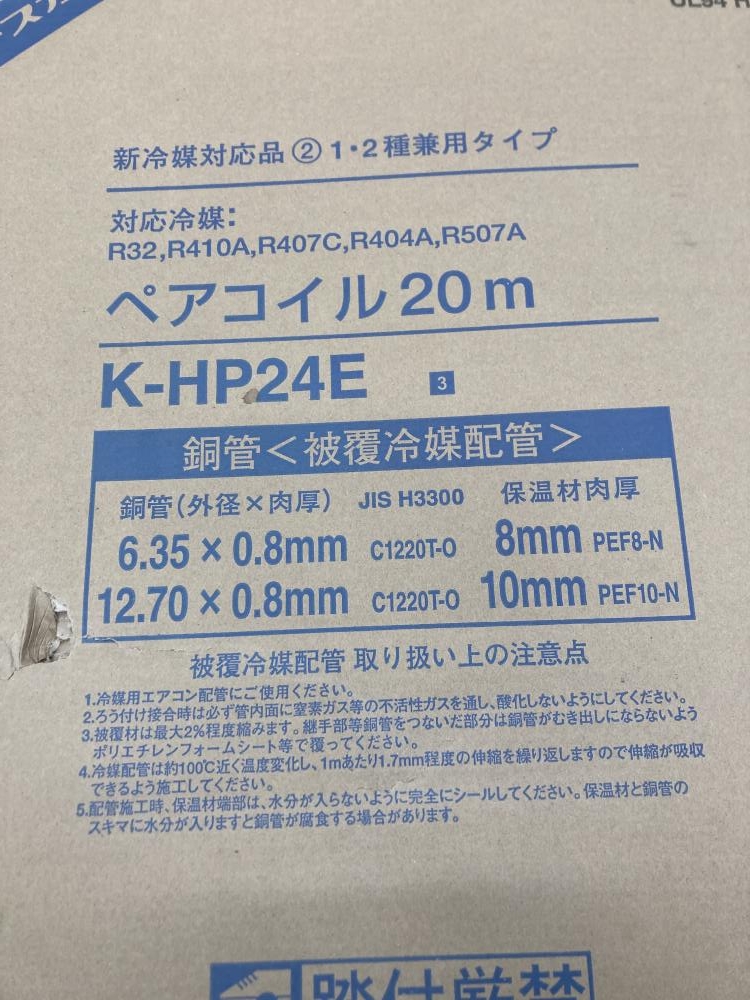 新冷媒対応品②1・2種兼用タイプ
対応冷媒:
R32,R410A,R407C,R404A,R507A
ペアコイル20m
K-HP24E 3
銅管<被覆冷媒配管>
銅管(外径×肉厚) JIS H3300 保温材肉厚
6.35×0.8mm C1220T-O 8mm PEF8-N
12.70×0.8mm C1220T-O 10mm PEF10-N
被覆冷媒配管 取り扱い上の注意点
1.冷媒用エアコン配管にご使用ください。
2.ろう付け接合時は必ず管内面に窒素ガス等の不活性ガスを通し、酸化しないようにしてください。
3.被覆材は最大2%程度縮みます。継手部等銅管をつないだ部分は銅管がむき出しにならないよう
ポリエチレンフォームシート等で覆ってください。
4.冷媒配管は約100℃近く温度変化し、1mあたり1.7mm程度の伸縮を繰り返しますので伸縮が吸収
できるよう施工してください。
5.配管施工時、保温材端部は、水分が入らないように完全にシールしてください。保温材と銅管の
スキマに水分が入りますと銅管が腐食する場合があります。
踏付厳禁